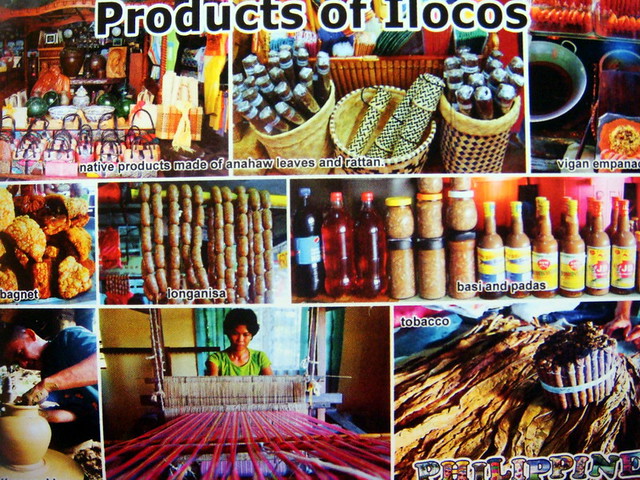 Products of Ilocos
native products made of anahaw leaves and rattan.
vigan empanad
bagnet
longanisa
basi and padas
tobacco
PHILIPPINE